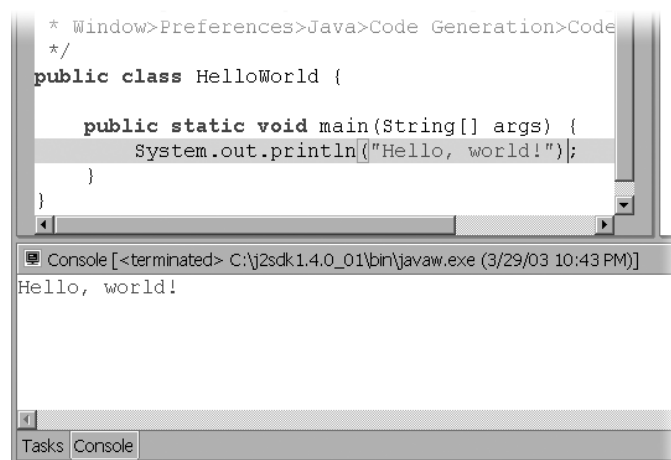 * Window>Preferences>Java>Code Generation>Code
*/
public class HelloWorld {
public static void main(String[] args) {
System.out.println("Hello, world!");
}
}
Console [<terminated> C:\j2sdk1.4.0_01\bin\javaw.exe (3/29/03 10:43 PM)]
Hello, world!
Tasks Console